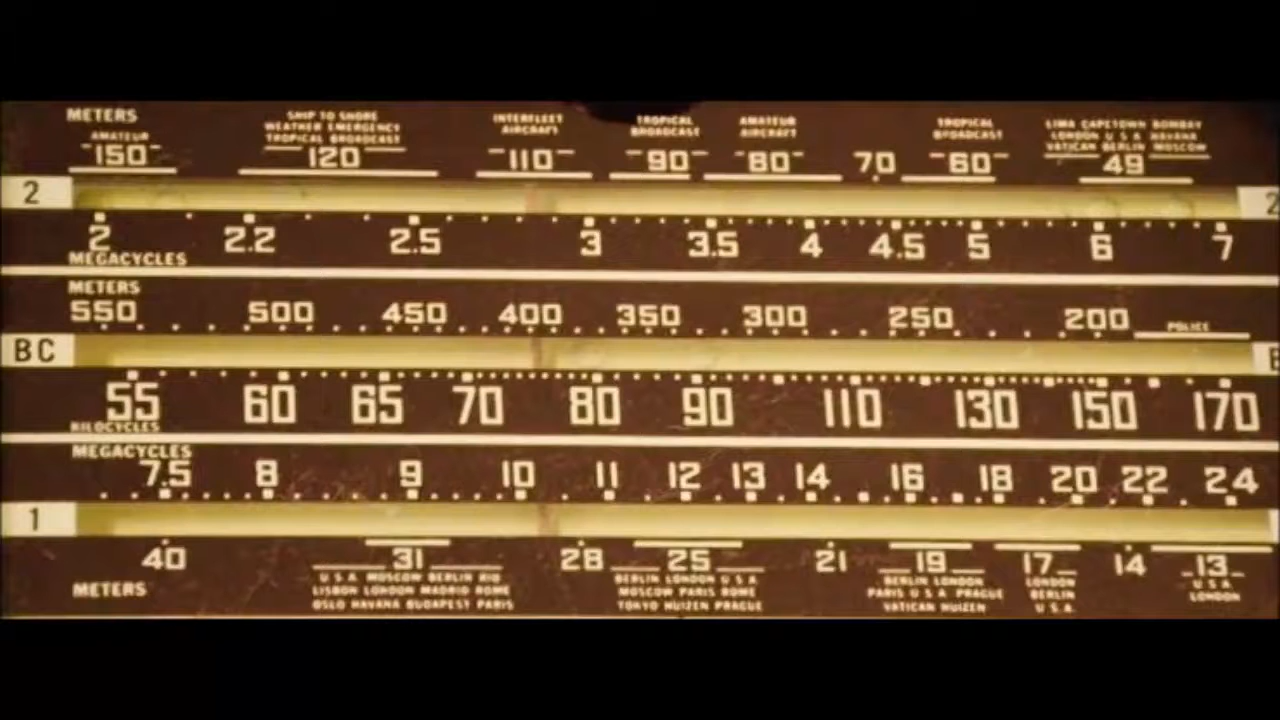 METERS
AMATEUR
150
SHIP TO SHORE
WEATHER EMERGENCY
TROPICAL BROADCAST
120
INTERFLEET
AIRCRAFT
110
TROPICAL
BROADCAST
90
AMATEUR
AIRCRAFT
80
70
TROPICAL
BROADCAST
60
LIMA CAPETOWN BOMBAY
LONDON U S A HAVANA
VATICAN BERLIN MOSCOW
49
2 2
2 2.2 2.5 3 3.5 4 4.5 5 6 7
MEGACYCLES
METERS
550 500 450 400 350 300 250 200 POLICE
BC
55 60 65 70 80 90 110 130 150 170
KILOCYCLES
MEGACYCLES
7.5 8 9 10 11 12 13 14 16 18 20 22 24
1
40 31 28 25 21 19 17 14 13
METERS
U S A MOSCOW BERLIN RIO
LISBON LONDON MADRID ROME
OSLO HAVANA BUDAPEST PARIS
BERLIN LONDON U S A
MOSCOW PARIS ROME
TOKYO HUIZEN PRAGUE
BERLIN LONDON
PARIS U S A PRAGUE
VATICAN HUIZEN
LONDON
BERLIN
U S A
U S A
LONDON